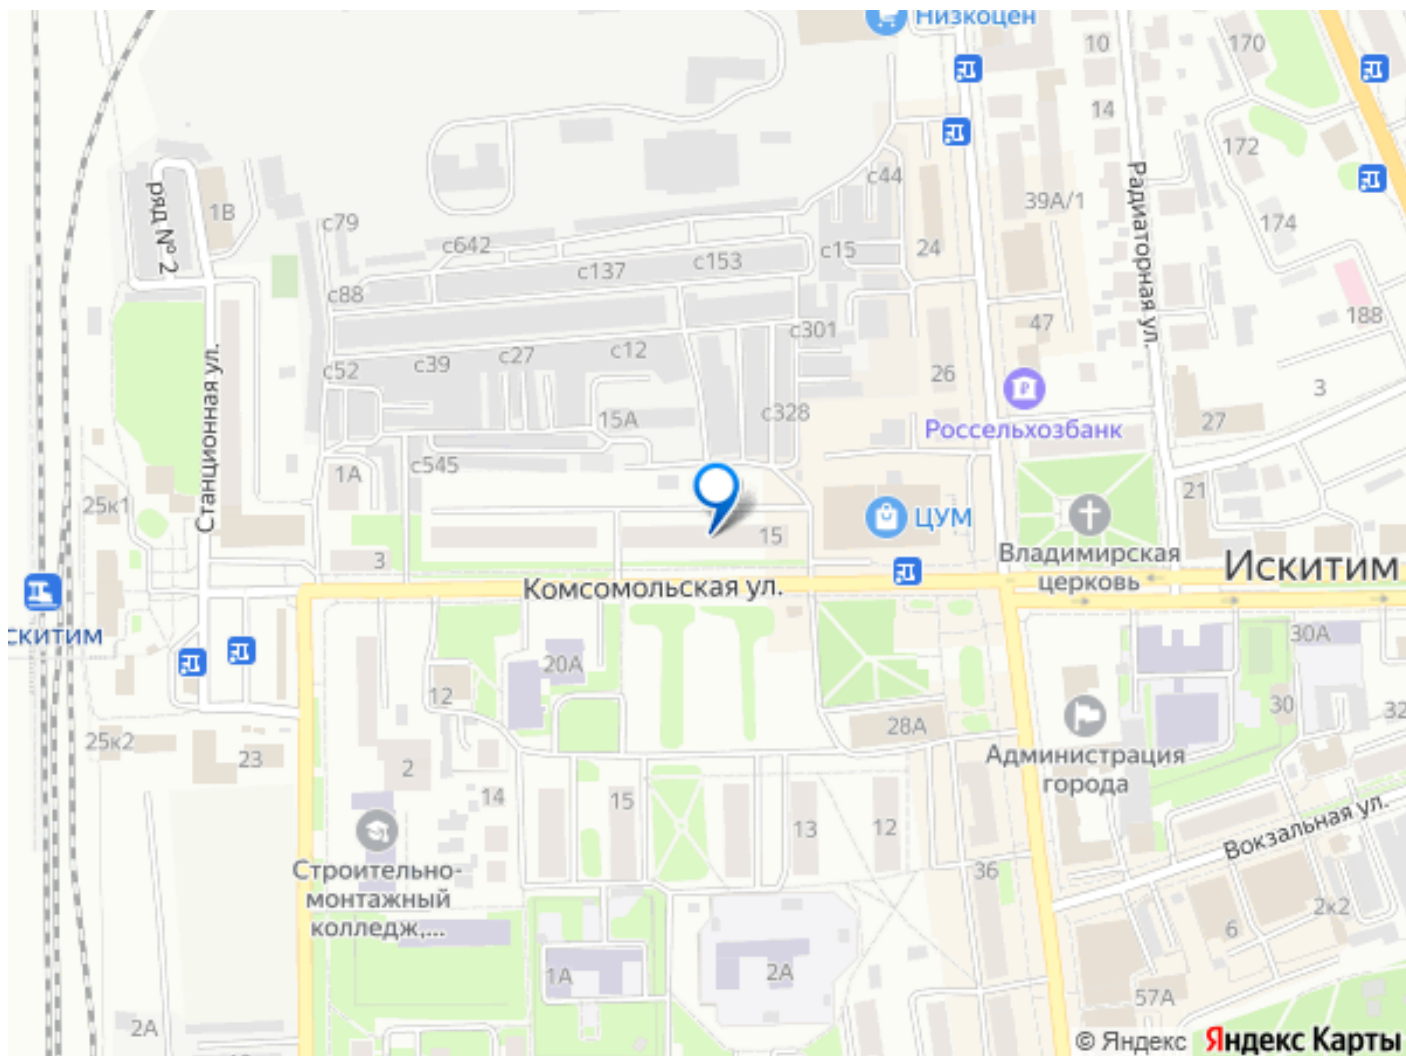 Низкоцен
10
170
14
172
ряд № 2
1В
с79
с642
с44
39А/1
Радиаторная ул.
174
с137
с153
с15
24
с88
188
с301
47
с52
с39
с27
с12
26
3
Станционная ул.
15А
с328
Россельхозбанк
27
1А
с545
25к1
21
ЦУМ
15
3
Владимирская
церковь
Искитим
Комсомольская ул.
скитим
20А
30А
12
30
32
28А
25к2
23
2
Администрация
города
14
15
13
12
Вокзальная ул.
Строительно-
монтажный
колледж,...
36
2к2
6
1А
2А
57А
2А
© Яндекс Яндекс Карты